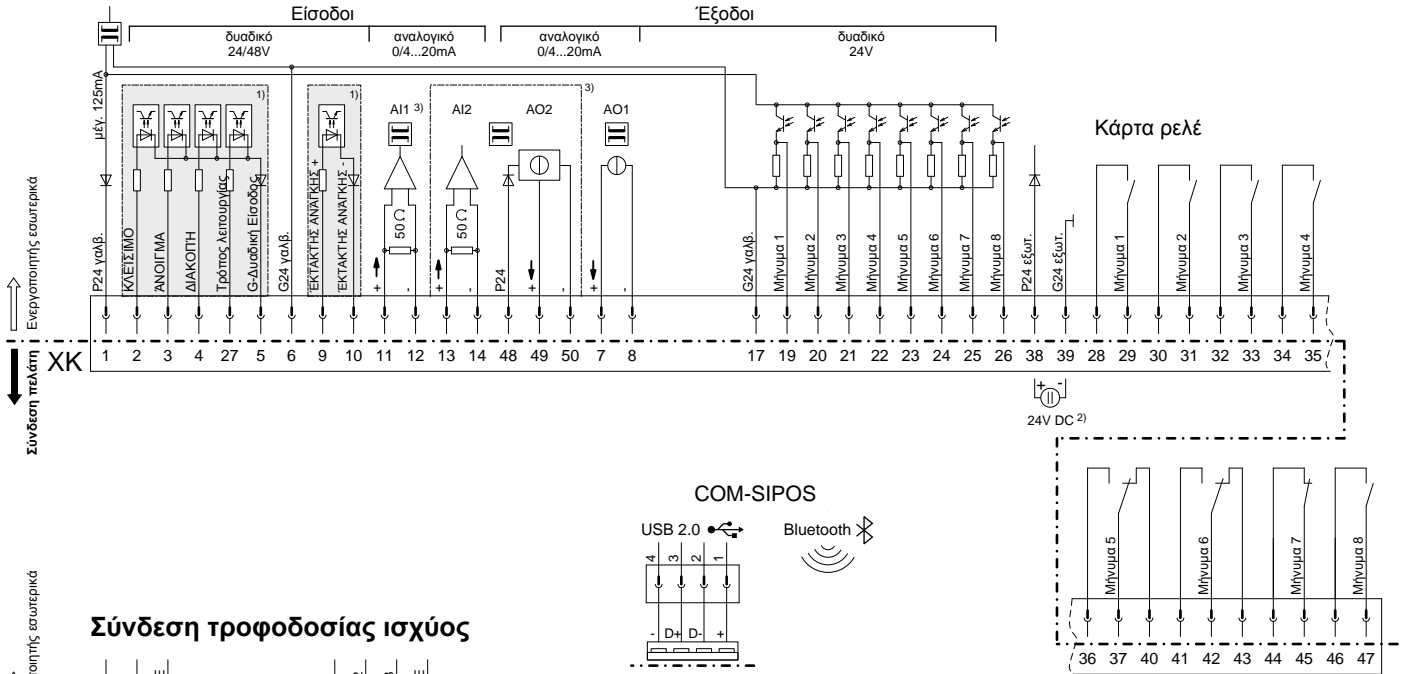 Είσοδοι
Έξοδοι
δυαδικό
24/48V
αναλογικό
0/4...20mA
αναλογικό
0/4...20mA
δυαδικό
24V
μέγ. 125mA
1)
1)
3)
AI1 3)
AI2
AO2
AO1
Κάρτα ρελέ
50 Ω
50 Ω
Ενεργοποιητής εσωτερικά
P24 γαλβ.
ΚΛΕΙΣΙΜΟ
ΑΝΟΙΓΜΑ
ΔΙΑΚΟΠΗ
Τρόπος λειτουργίας
G-Δυαδική Είσοδος
G24 γαλβ.
ΈΚΤΑΚΤΗΣ ΑΝΑΓΚΗΣ +
ΈΚΤΑΚΤΗΣ ΑΝΑΓΚΗΣ -
+
-
+
-
P24
+
-
+
-
G24 γαλβ.
Μήνυμα 1
Μήνυμα 2
Μήνυμα 3
Μήνυμα 4
Μήνυμα 5
Μήνυμα 6
Μήνυμα 7
Μήνυμα 8
P24 εξωτ.
G24 εξωτ.
Μήνυμα 1
Μήνυμα 2
Μήνυμα 3
Μήνυμα 4
Σύνδεση πελάτη
XK
1 2 3 4 27 5 6 9 10 11 12 13 14 48 49 50 7 8 17 19 20 21 22 23 24 25 26 38 39 28 29 30 31 32 33 34 35
+ -
24V DC 2)
COM-SIPOS
USB 2.0
Bluetooth
4 3 2 1
- D+ D- +
Μήνυμα 5
Μήνυμα 6
Μήνυμα 7
Μήνυμα 8
36 37 40 41 42 43 44 45 46 47
Σύνδεση τροφοδοσίας ισχύος